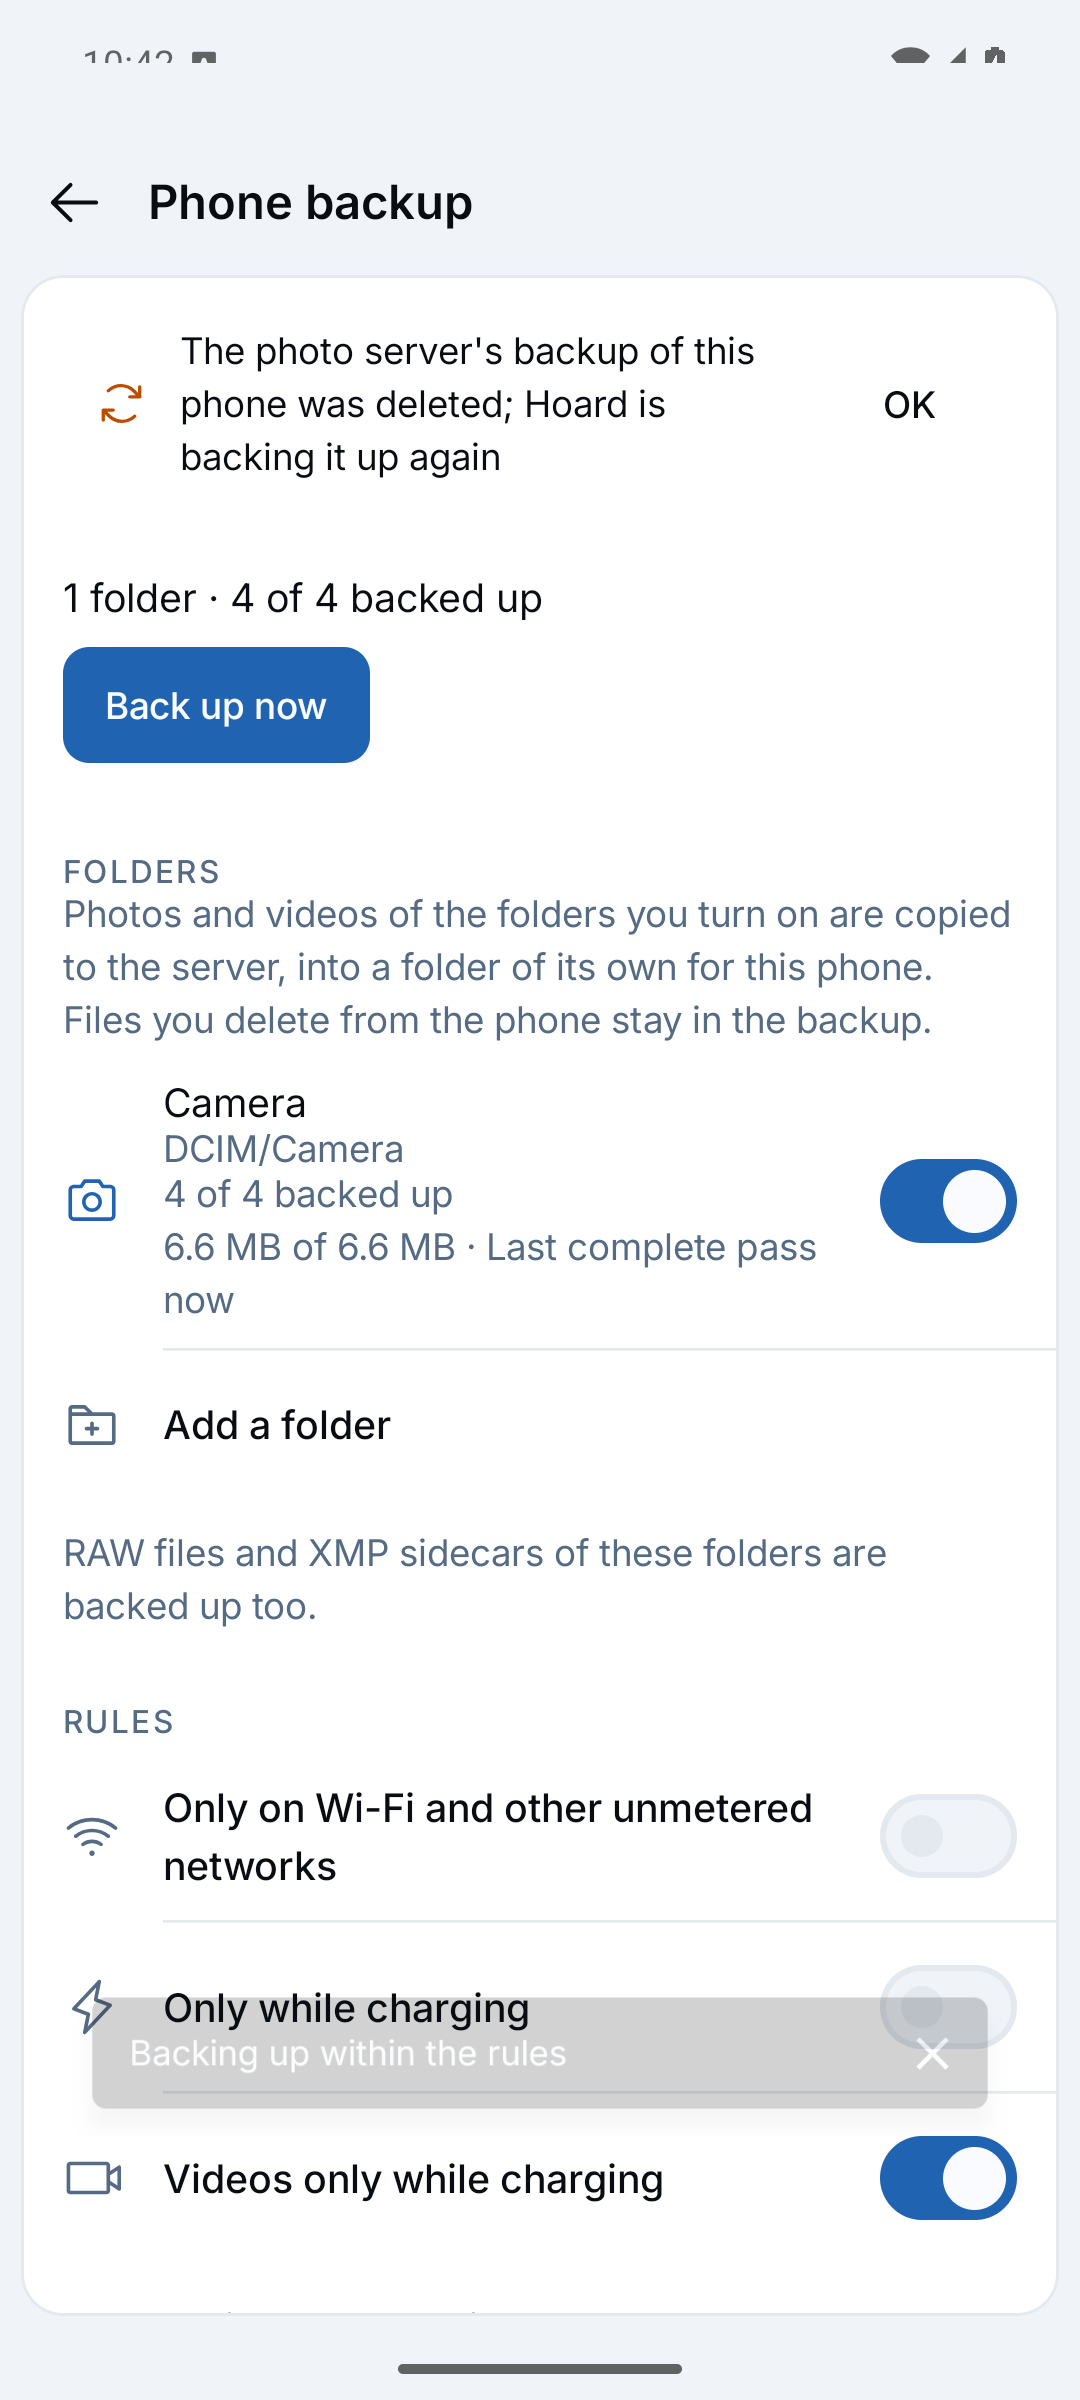 10:42
Phone backup
The photo server's backup of this
phone was deleted; Hoard is
backing it up again
OK
1 folder · 4 of 4 backed up
Back up now
FOLDERS
Photos and videos of the folders you turn on are copied
to the server, into a folder of its own for this phone.
Files you delete from the phone stay in the backup.
Camera
DCIM/Camera
4 of 4 backed up
6.6 MB of 6.6 MB · Last complete pass
now
Add a folder
RAW files and XMP sidecars of these folders are
backed up too.
RULES
Only on Wi-Fi and other unmetered
networks
Only while charging
Backing up within the rules
Videos only while charging